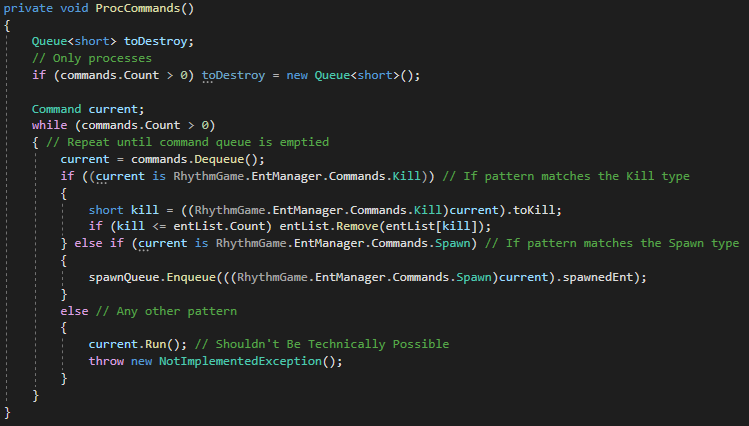 private void ProcCommands()
{
Queue<short> toDestroy;
// Only processes
if (commands.Count > 0) toDestroy = new Queue<short>();
Command current;
while (commands.Count > 0)
{ // Repeat until command queue is emptied
current = commands.Dequeue();
if ((current is RhythmGame.EntManager.Commands.Kill)) // If pattern matches the Kill type
{
short kill = ((RhythmGame.EntManager.Commands.Kill)current).toKill;
if (kill <= entList.Count) entList.Remove(entList[kill]);
} else if (current is RhythmGame.EntManager.Commands.Spawn) // If pattern matches the Spawn type
{
spawnQueue.Enqueue(((RhythmGame.EntManager.Commands.Spawn)current).spawnedEnt);
}
else // Any other pattern
{
current.Run(); // Shouldn't Be Technically Possible
throw new NotImplementedException();
}
}
}